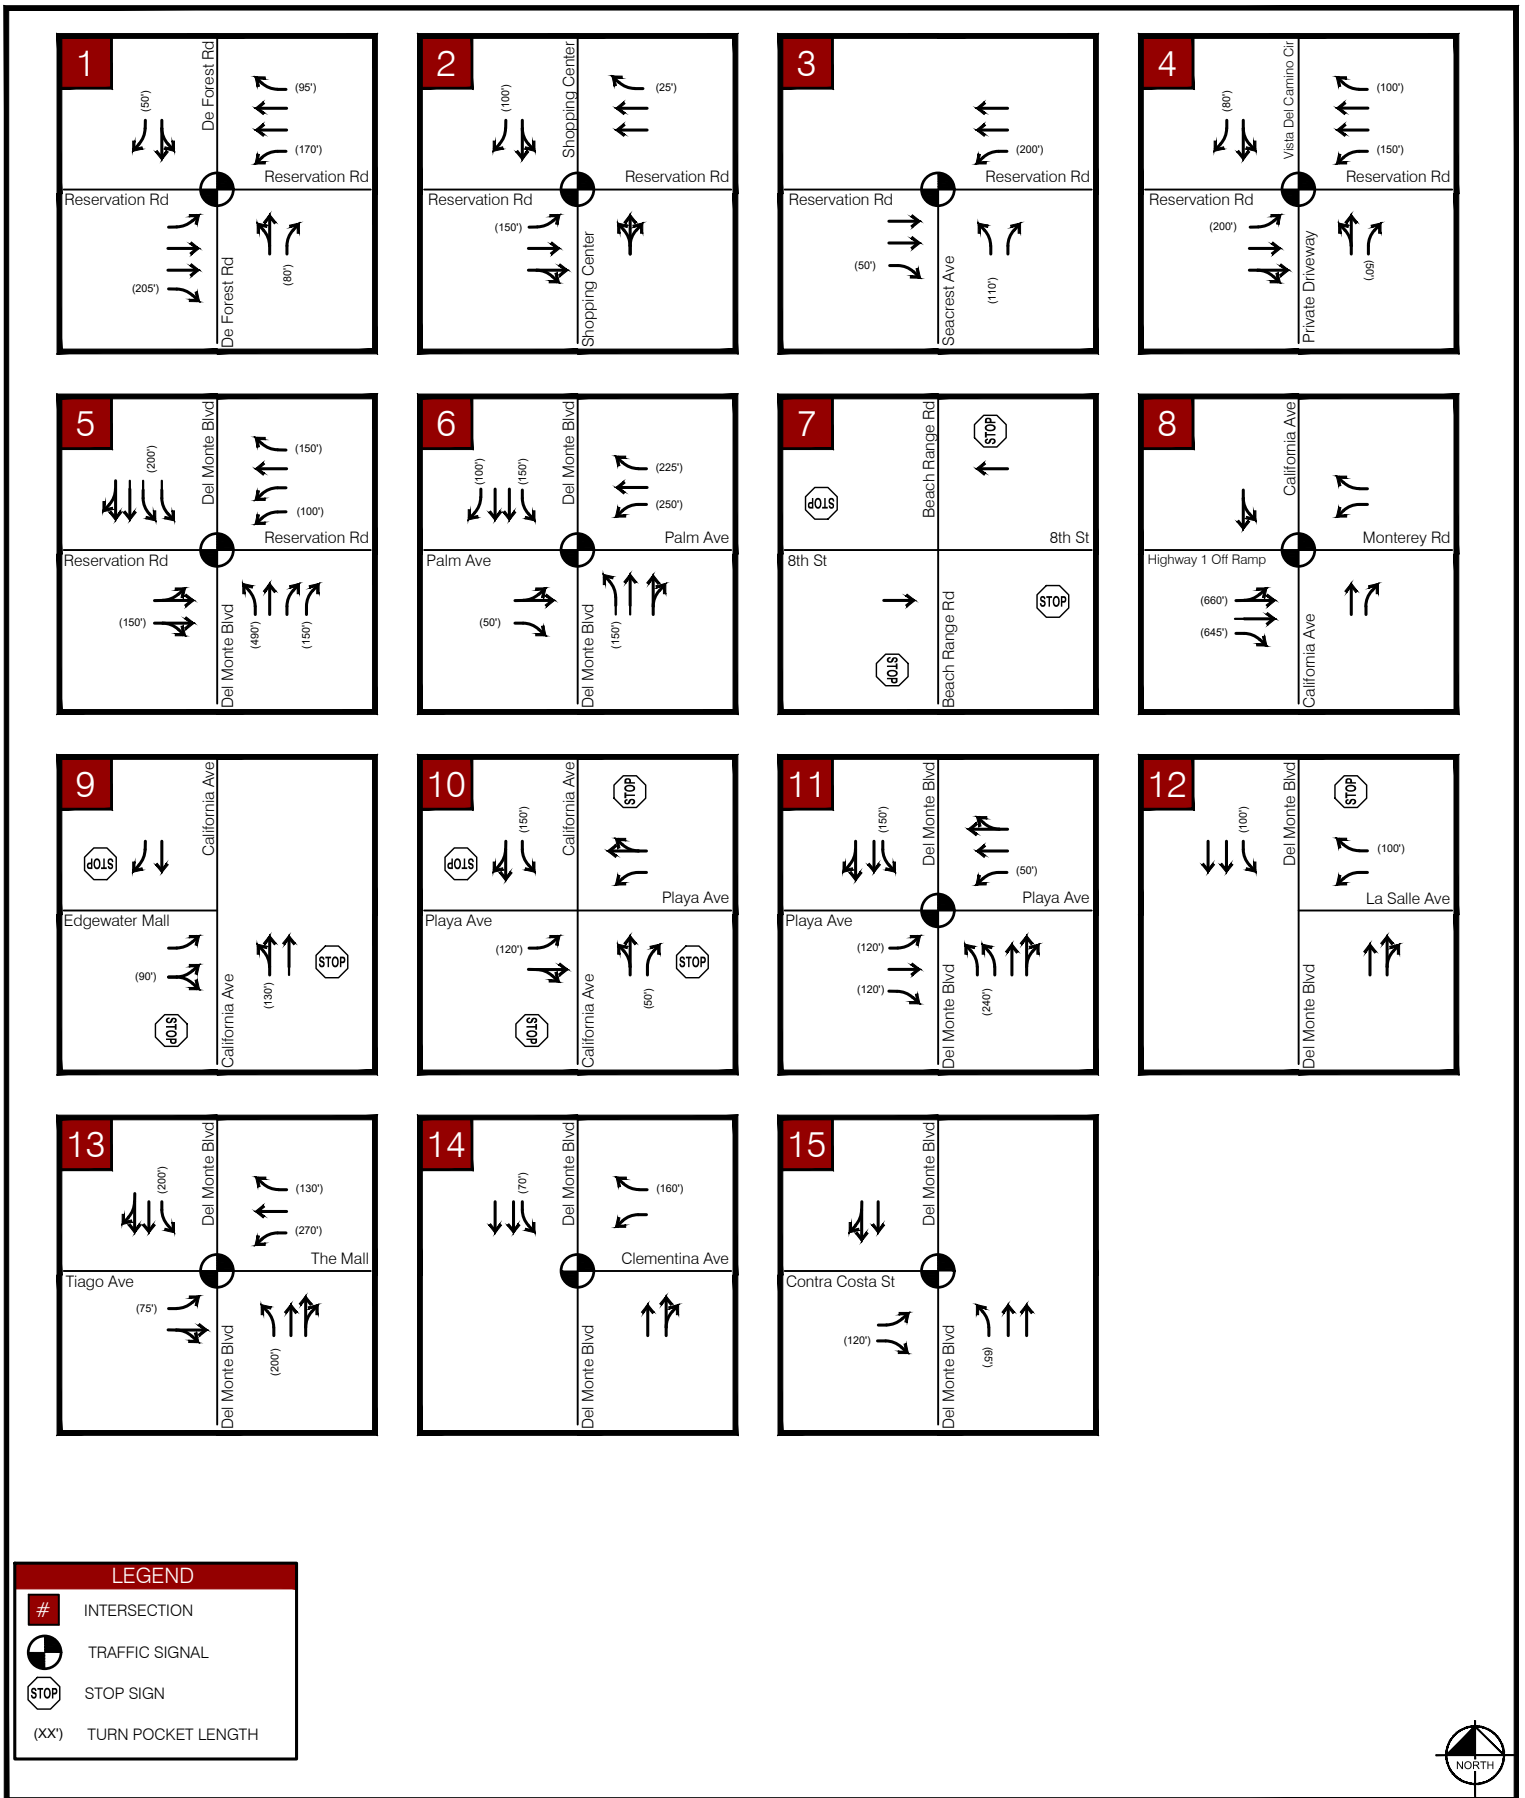 1
De Forest Rd
(50')
(95')
(170')
Reservation Rd
Reservation Rd
(205')
(80')
De Forest Rd
2
Shopping Center
(100')
(25')
Reservation Rd
Reservation Rd
(150')
Shopping Center
3
(200')
Reservation Rd
Reservation Rd
(50')
(110')
Seacrest Ave
4
Vista Del Camino Cir
(80')
(100')
(150')
Reservation Rd
Reservation Rd
(200')
(50')
Private Driveway
5
Del Monte Blvd
(200')
(150')
(100')
Reservation Rd
Reservation Rd
(150')
(490')
(150')
Del Monte Blvd
6
Del Monte Blvd
(100')
(150')
(225')
(250')
Palm Ave
Palm Ave
(50')
(150')
Del Monte Blvd
7
Beach Range Rd
STOP
STOP
8th St
8th St
STOP
STOP
Beach Range Rd
8
California Ave
Monterey Rd
Highway 1 Off Ramp
(660')
(645')
California Ave
9
California Ave
STOP
Edgewater Mall
(90')
(130')
STOP
STOP
California Ave
10
California Ave
STOP
(150')
STOP
Playa Ave
Playa Ave
(120')
(50')
STOP
STOP
California Ave
11
Del Monte Blvd
(150')
(50')
Playa Ave
Playa Ave
(120')
(120')
(240')
Del Monte Blvd
12
Del Monte Blvd
STOP
(100')
(100')
La Salle Ave
Del Monte Blvd
13
Del Monte Blvd
(200')
(130')
(270')
The Mall
Tiago Ave
(75')
(200')
Del Monte Blvd
14
Del Monte Blvd
(70')
(160')
Clementina Ave
Del Monte Blvd
15
Del Monte Blvd
Contra Costa St
(120')
(65')
Del Monte Blvd
LEGEND
# INTERSECTION
TRAFFIC SIGNAL
STOP STOP SIGN
(XX') TURN POCKET LENGTH
NORTH